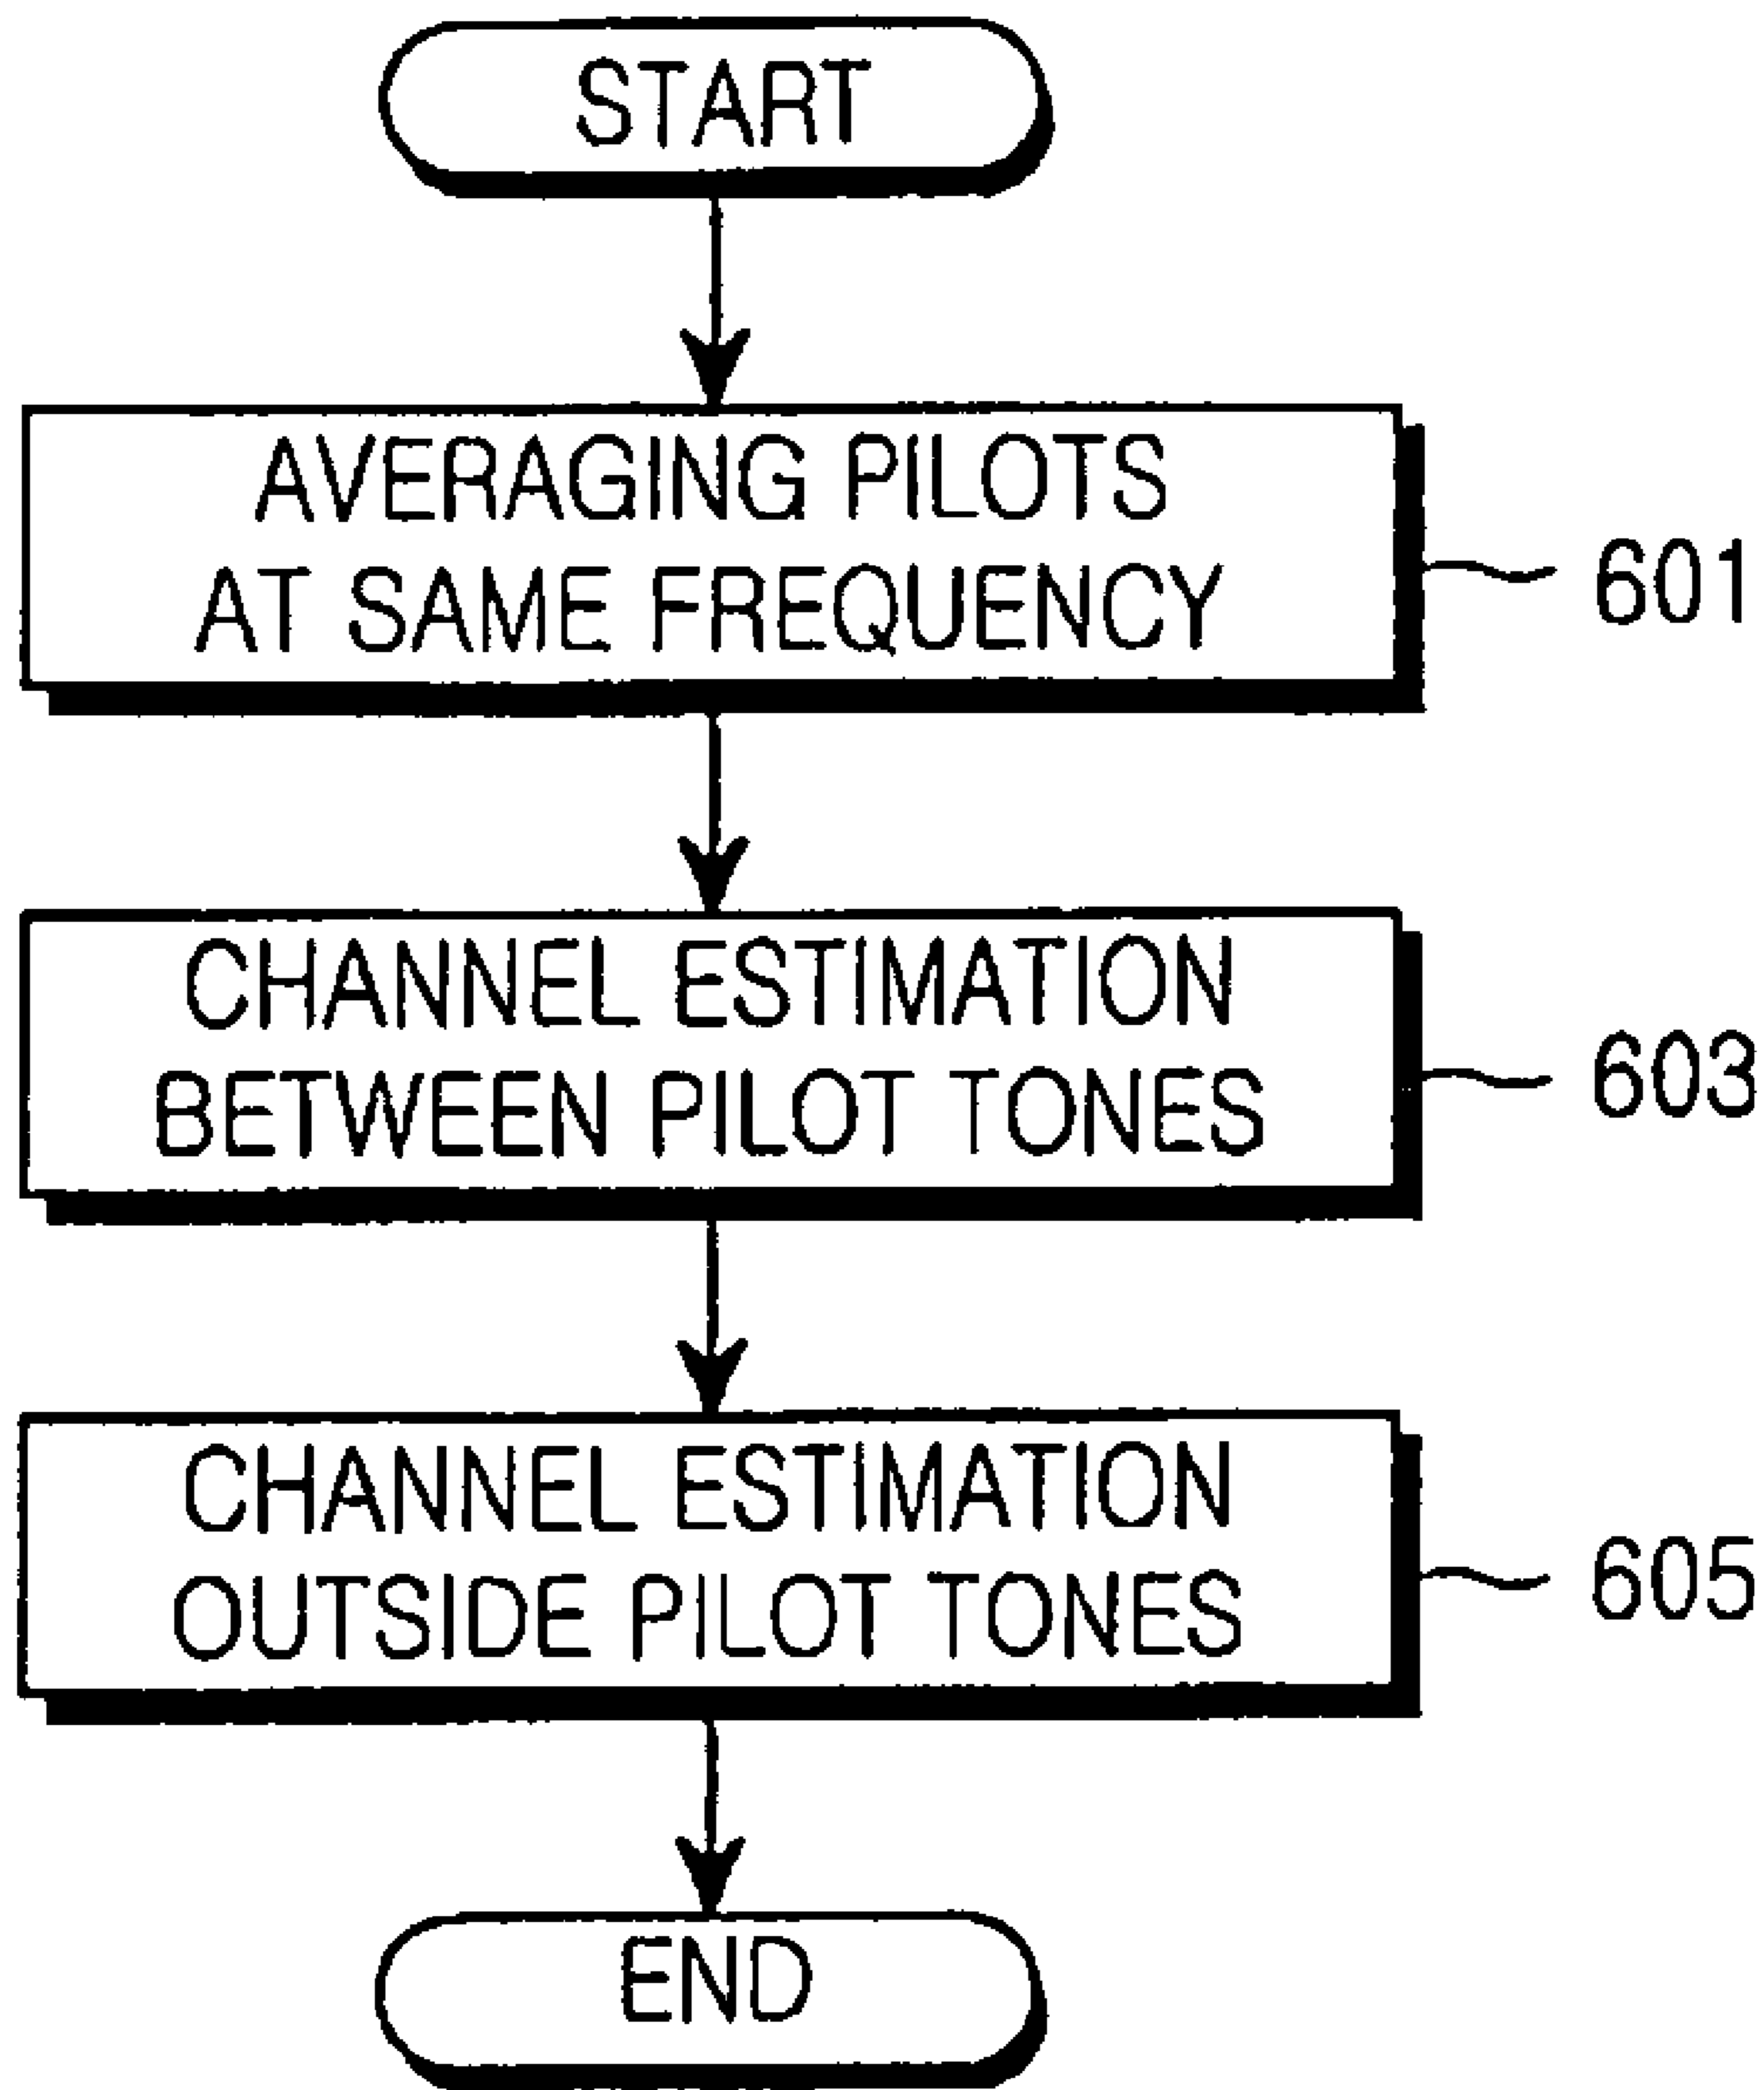 START
AVERAGING PILOTS
AT SAME FREQUENCY
601
CHANNEL ESTIMATION
BETWEEN PILOT TONES
603
CHANNEL ESTIMATION
OUTSIDE PILOT TONES
605
END